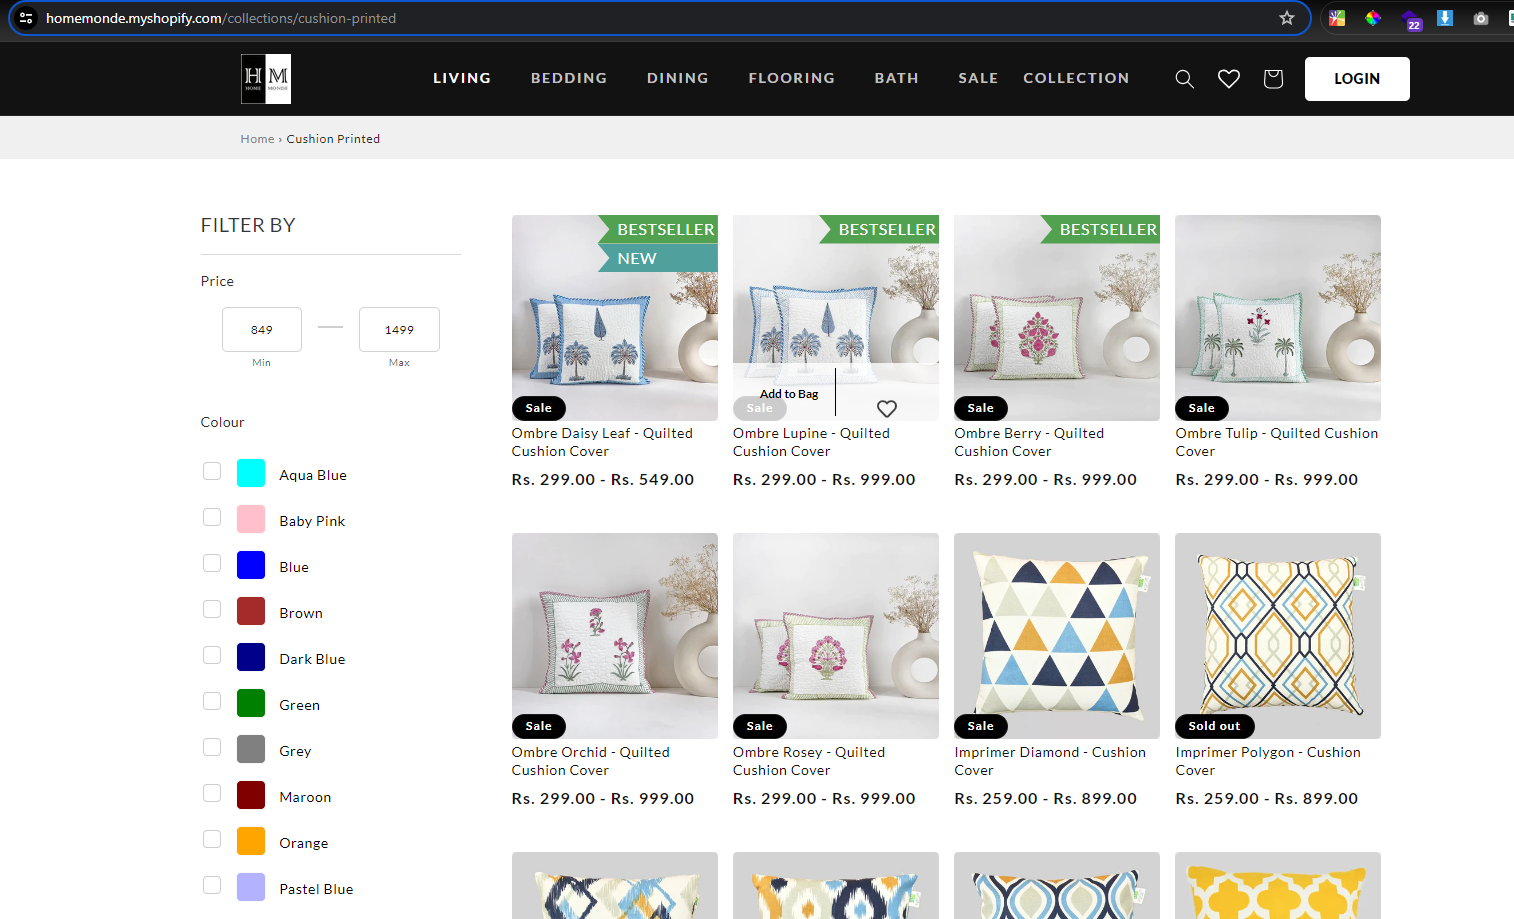 homemonde.myshopify.com/collections/cushion-printed
22
H M
HOME MONDE
LIVING BEDDING DINING FLOORING BATH SALE COLLECTION
LOGIN
Home › Cushion Printed
FILTER BY
Price
849 1499
Min Max
Colour
Aqua Blue
Baby Pink
Blue
Brown
Dark Blue
Green
Grey
Maroon
Orange
Pastel Blue
BESTSELLER
NEW
Sale
Ombre Daisy Leaf - Quilted
Cushion Cover
Rs. 299.00 - Rs. 549.00
BESTSELLER
Add to Bag
Sale
Ombre Lupine - Quilted
Cushion Cover
Rs. 299.00 - Rs. 999.00
BESTSELLER
Sale
Ombre Berry - Quilted
Cushion Cover
Rs. 299.00 - Rs. 999.00
Sale
Ombre Tulip - Quilted Cushion
Cover
Rs. 299.00 - Rs. 999.00
Sale
Ombre Orchid - Quilted
Cushion Cover
Rs. 299.00 - Rs. 999.00
Sale
Ombre Rosey - Quilted
Cushion Cover
Rs. 299.00 - Rs. 999.00
Sale
Imprimer Diamond - Cushion
Cover
Rs. 259.00 - Rs. 899.00
Sold out
Imprimer Polygon - Cushion
Cover
Rs. 259.00 - Rs. 899.00